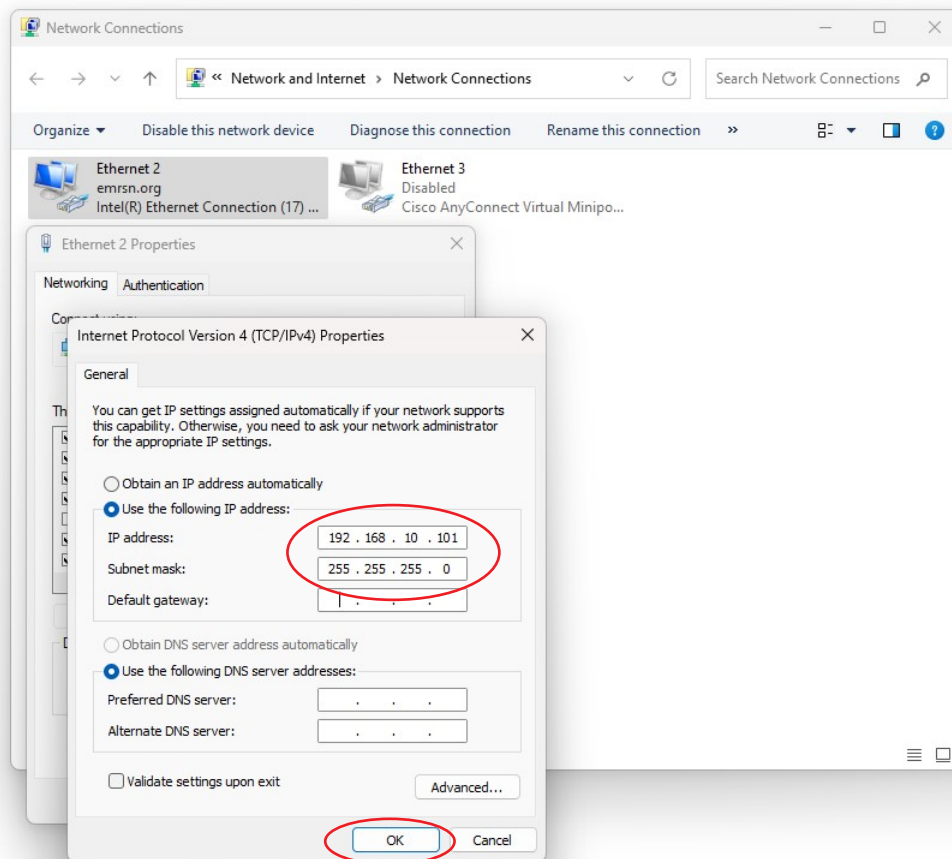 Network Connections
« Network and Internet › Network Connections
Search Network Connections
Organize
Disable this network device
Diagnose this connection
Rename this connection
»
Ethernet 2
emrsn.org
Intel(R) Ethernet Connection (17) ...
Ethernet 3
Disabled
Cisco AnyConnect Virtual Minipo...
Ethernet 2 Properties
Networking
Authentication
Internet Protocol Version 4 (TCP/IPv4) Properties
General
You can get IP settings assigned automatically if your network supports
this capability. Otherwise, you need to ask your network administrator
for the appropriate IP settings.
Obtain an IP address automatically
Use the following IP address:
IP address:
192 . 168 . 10 . 101
Subnet mask:
255 . 255 . 255 . 0
Default gateway:
. . .
Obtain DNS server address automatically
Use the following DNS server addresses:
Preferred DNS server:
. . .
Alternate DNS server:
. . .
Validate settings upon exit
Advanced...
OK
Cancel